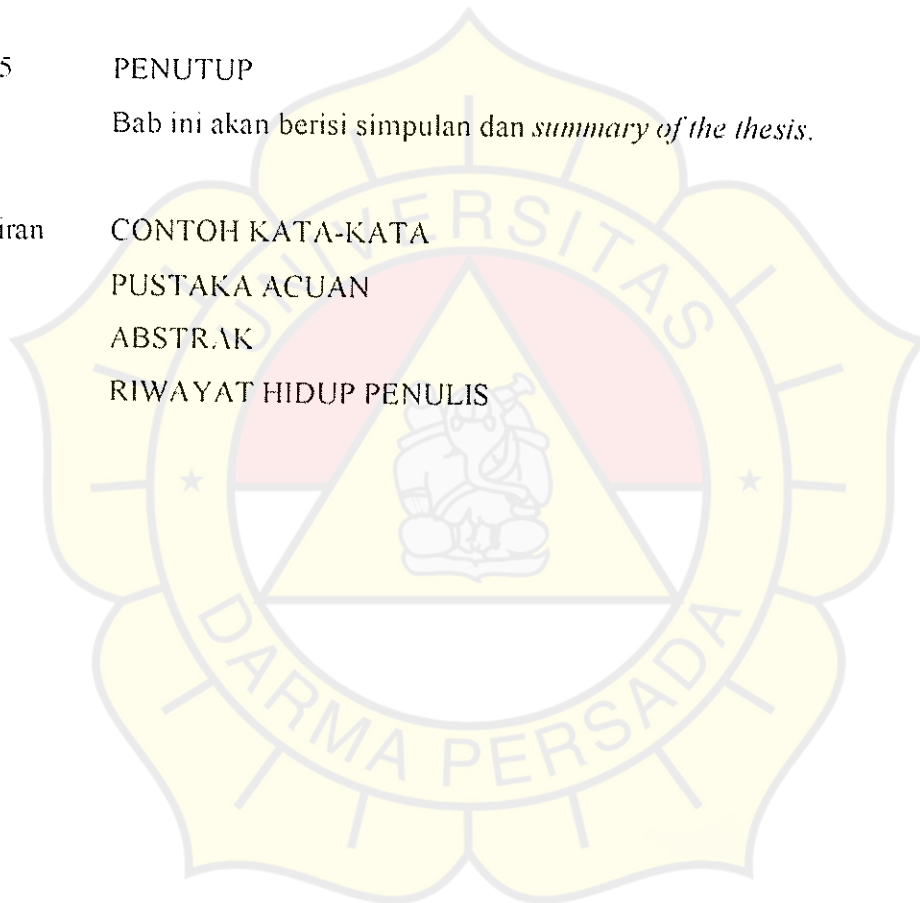 5 PENUTUP
Bab ini akan berisi simpulan dan summary of the thesis.
iran CONTOH KATA-KATA
PUSTAKA ACUAN
ABSTRAK
RIWAYAT HIDUP PENULIS
UNIVERSITAS
DARMA PERSADA